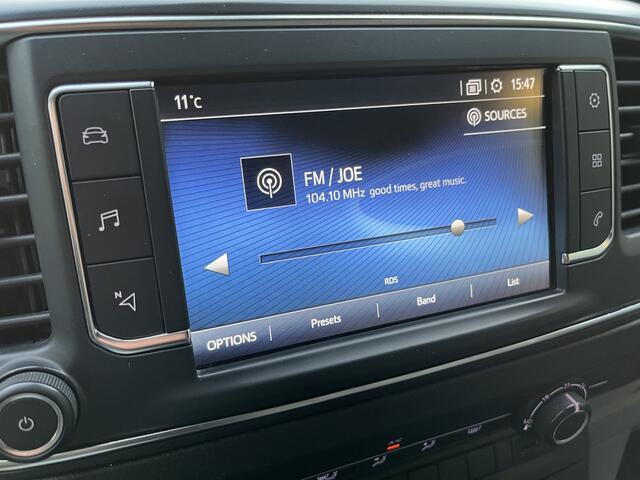 11°C
15:47
SOURCES
FM / JOE
104.10 MHz good times, great music.
RDS
OPTIONS Presets Band List
N
A/C